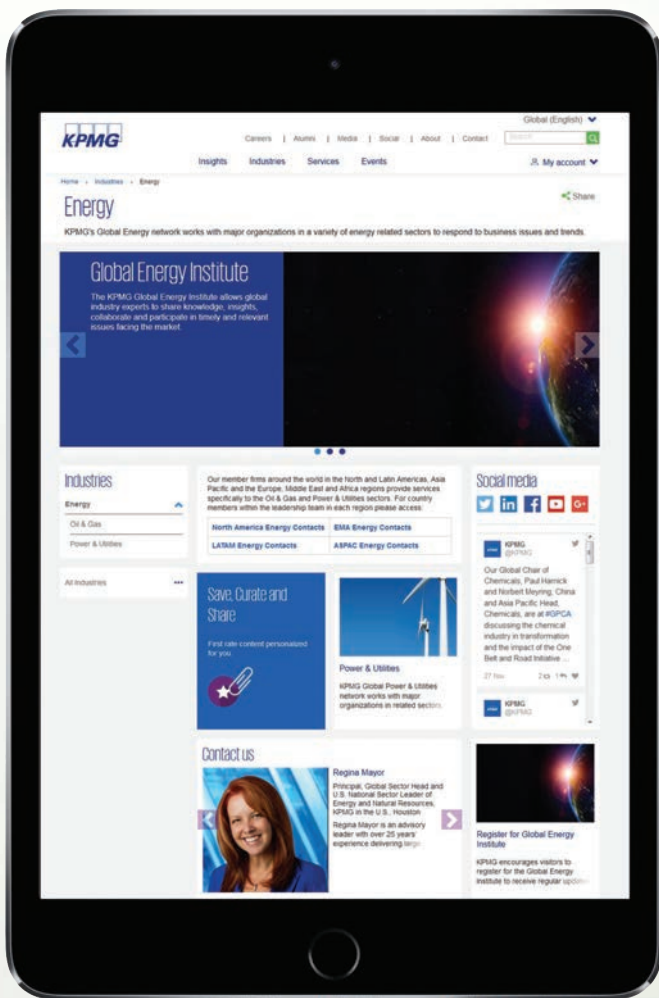 Global (English)
KPMG
Careers | Alumni | Media | Social | About | Contact
Search
Insights Industries Services Events
My account
Home › Industries › Energy
Energy
Share
KPMG's Global Energy network works with major organizations in a variety of energy related sectors to respond to business issues and trends.
Global Energy Institute
The KPMG Global Energy Institute allows global
industry experts to share knowledge, insights,
collaborate and participate in timely and relevant
issues facing the market.
Industries
Energy
Oil & Gas
Power & Utilities
All Industries
Our member firms around the world in the North and Latin Americas, Asia
Pacific and the Europe, Middle East and Africa regions provide services
specifically to the Oil & Gas and Power & Utilities sectors. For country
members within the leadership team in each region please access:
North America Energy Contacts
EMA Energy Contacts
LATAM Energy Contacts
ASPAC Energy Contacts
Social media
in f G+
KPMG
KPMG
@KPMG
Our Global Chair of
Chemicals, Paul Harnick
and Norbert Meyring, China
and Asia Pacific Head,
Chemicals, are at #GPCA
discussing the chemical
industry in transformation
and the impact of the One
Belt and Road Initiative ...
27 Nov 2 1
KPMG
KPMG
@KPMG
Save, Curate and
Share
First rate content personalized
for you.
Power & Utilities
KPMG Global Power & Utilities
network works with major
organizations in related sectors.
Contact us
Regina Mayor
Principal, Global Sector Head and
U.S. National Sector Leader of
Energy and Natural Resources,
KPMG in the U.S., Houston
Regina Mayor is an advisory
leader with over 25 years'
experience delivering large
Register for Global Energy
Institute
KPMG encourages visitors to
register for the Global Energy
Institute to receive regular updates